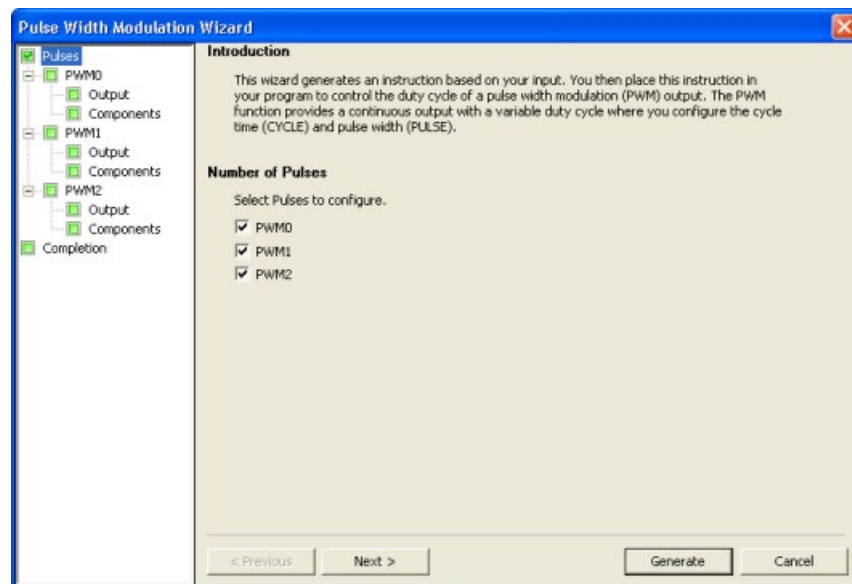 Pulse Width Modulation Wizard
Pulses
PWM0
Output
Components
PWM1
Output
Components
PWM2
Output
Components
Completion
Introduction
This wizard generates an instruction based on your input. You then place this instruction in
your program to control the duty cycle of a pulse width modulation (PWM) output. The PWM
function provides a continuous output with a variable duty cycle where you configure the cycle
time (CYCLE) and pulse width (PULSE).
Number of Pulses
Select Pulses to configure.
PWM0
PWM1
PWM2
< Previous
Next >
Generate
Cancel